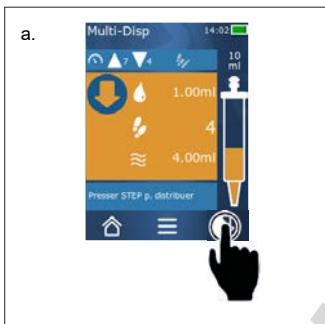 a.
Multi-Disp 14:02
7 4
10
ml
1.00ml
4
4.00ml
Presser STEP p. distribuer